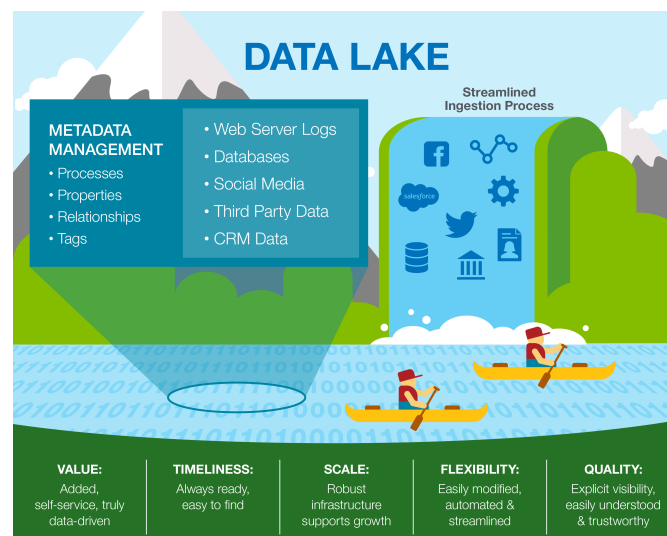 DATA LAKE
Streamlined
Ingestion Process
METADATA
MANAGEMENT
• Processes
• Properties
• Relationships
• Tags
• Web Server Logs
• Databases
• Social Media
• Third Party Data
• CRM Data
salesforce
VALUE:
Added,
self-service, truly
data-driven
TIMELINESS:
Always ready,
easy to find
SCALE:
Robust
infrastructure
supports growth
FLEXIBILITY:
Easily modified,
automated &
streamlined
QUALITY:
Explicit visibility,
easily understood
& trustworthy